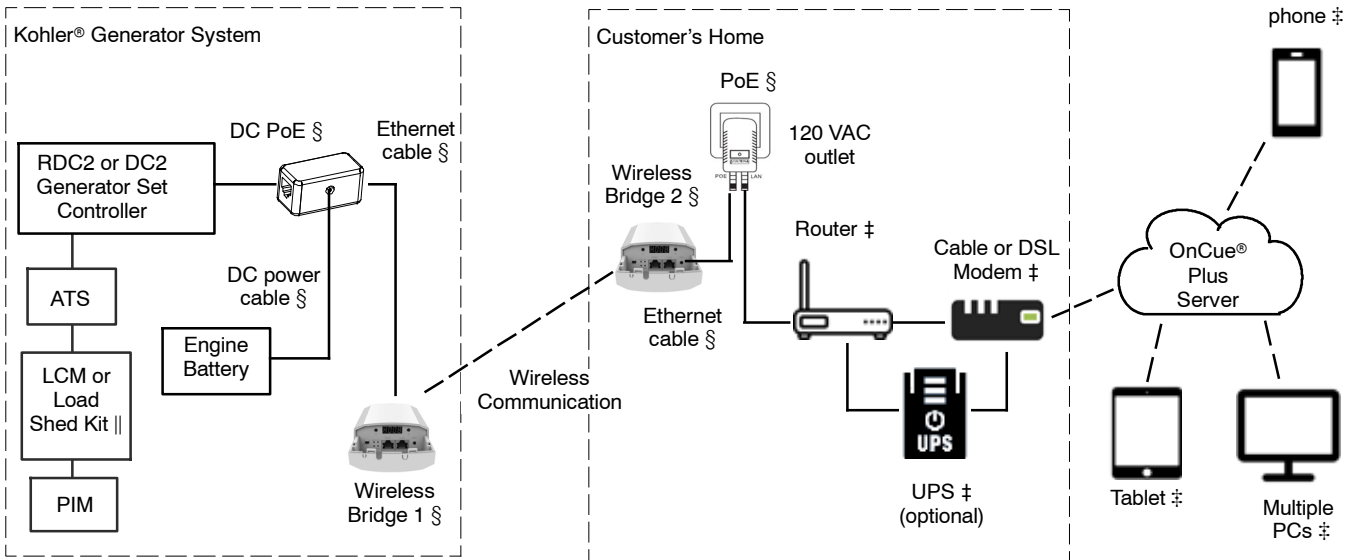 Kohler® Generator System
DC PoE §
Ethernet
cable §
RDC2 or DC2
Generator Set
Controller
ATS
DC power
cable §
Engine
Battery
LCM or
Load
Shed Kit ||
PIM
Wireless
Bridge 1 §
Wireless
Communication
Customer's Home
PoE §
120 VAC
outlet
POE
LAN
Wireless
Bridge 2 §
Ethernet
cable §
Router ‡
Cable or DSL
Modem ‡
UPS
UPS ‡
(optional)
phone ‡
OnCue®
Plus
Server
Tablet ‡
Multiple
PCs ‡